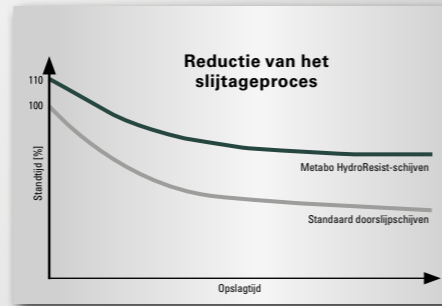 Reductie van het
slijtageproces
110
100
Standtijd [%]
Metabo HydroResist-schijven
Standaard doorslijpschijven
Opslagtijd